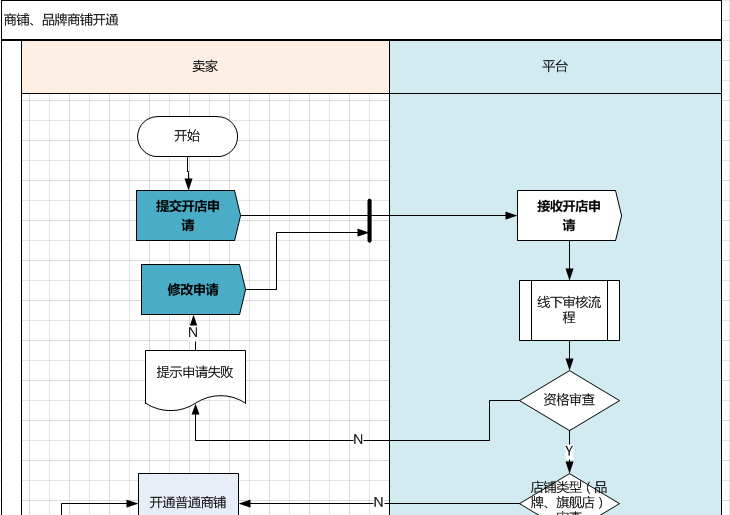 商铺、品牌商铺开通
卖家
平台
开始
提交开店申
请
接收开店申
请
修改申请
线下审核流
程
N
提示申请失败
资格审查
N
Y
店铺类型（品
牌、旗舰店）
开通普通商铺
N